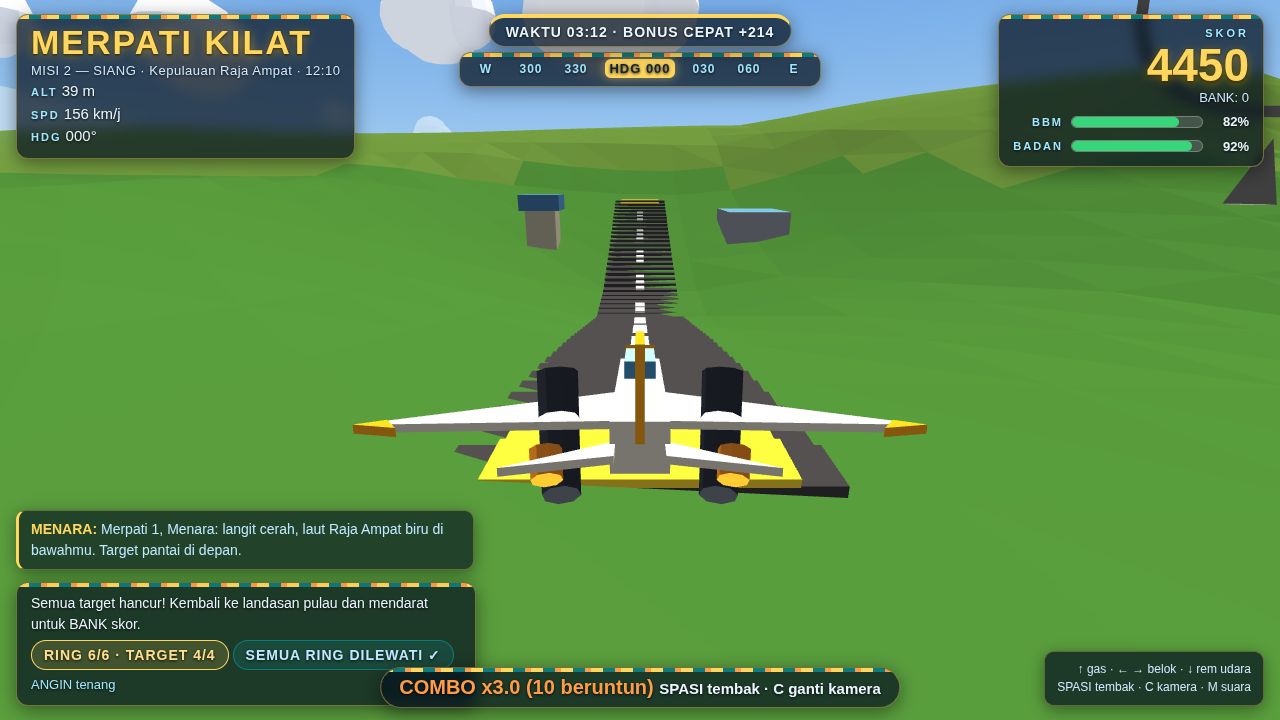 MERPATI KILAT
MISI 2 — SIANG · Kepulauan Raja Ampat · 12:10
ALT 39 m
SPD 156 km/j
HDG 000°
WAKTU 03:12 · BONUS CEPAT +214
W 300 330 HDG 000 030 060 E
SKOR
4450
BANK: 0
BBM 82%
BADAN 92%
MENARA: Merpati 1, Menara: langit cerah, laut Raja Ampat biru di
bawahmu. Target pantai di depan.
Semua target hancur! Kembali ke landasan pulau dan mendarat
untuk BANK skor.
RING 6/6 · TARGET 4/4 SEMUA RING DILEWATI ✓
ANGIN tenang
COMBO x3.0 (10 beruntun) SPASI tembak · C ganti kamera
↑ gas · ← → belok · ↓ rem udara
SPASI tembak · C kamera · M suara